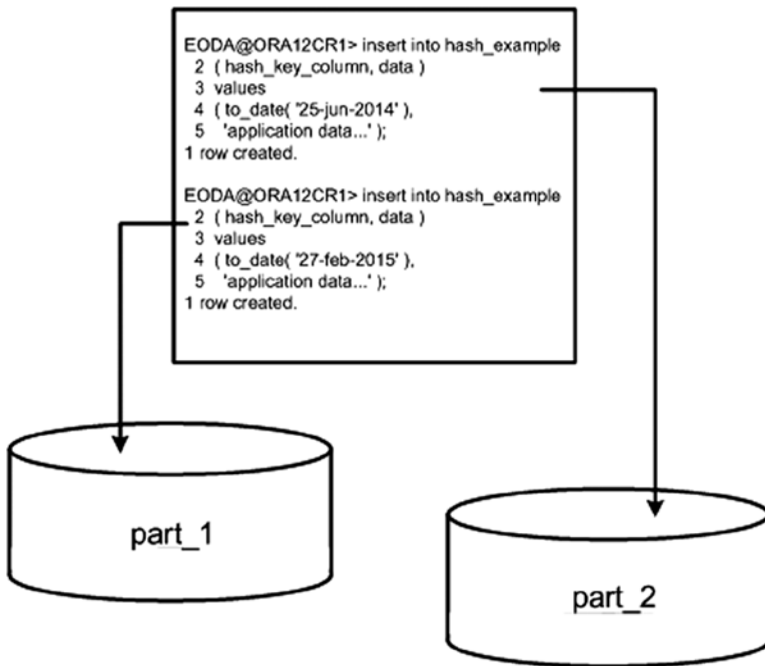 EODA@ORA12CR1> insert into hash_example
2 ( hash_key_column, data )
3 values
4 ( to_date( '25-jun-2014' ),
5 'application data...' );
1 row created.
EODA@ORA12CR1> insert into hash_example
2 ( hash_key_column, data )
3 values
4 ( to_date( '27-feb-2015' ),
5 'application data...' );
1 row created.
part_1
part_2